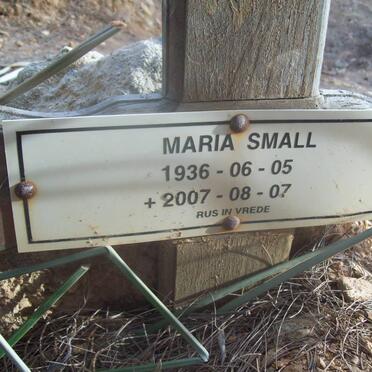 MARIA SMALL
1936 - 06 - 05
+ 2007 - 08 - 07
RUS IN VREDE